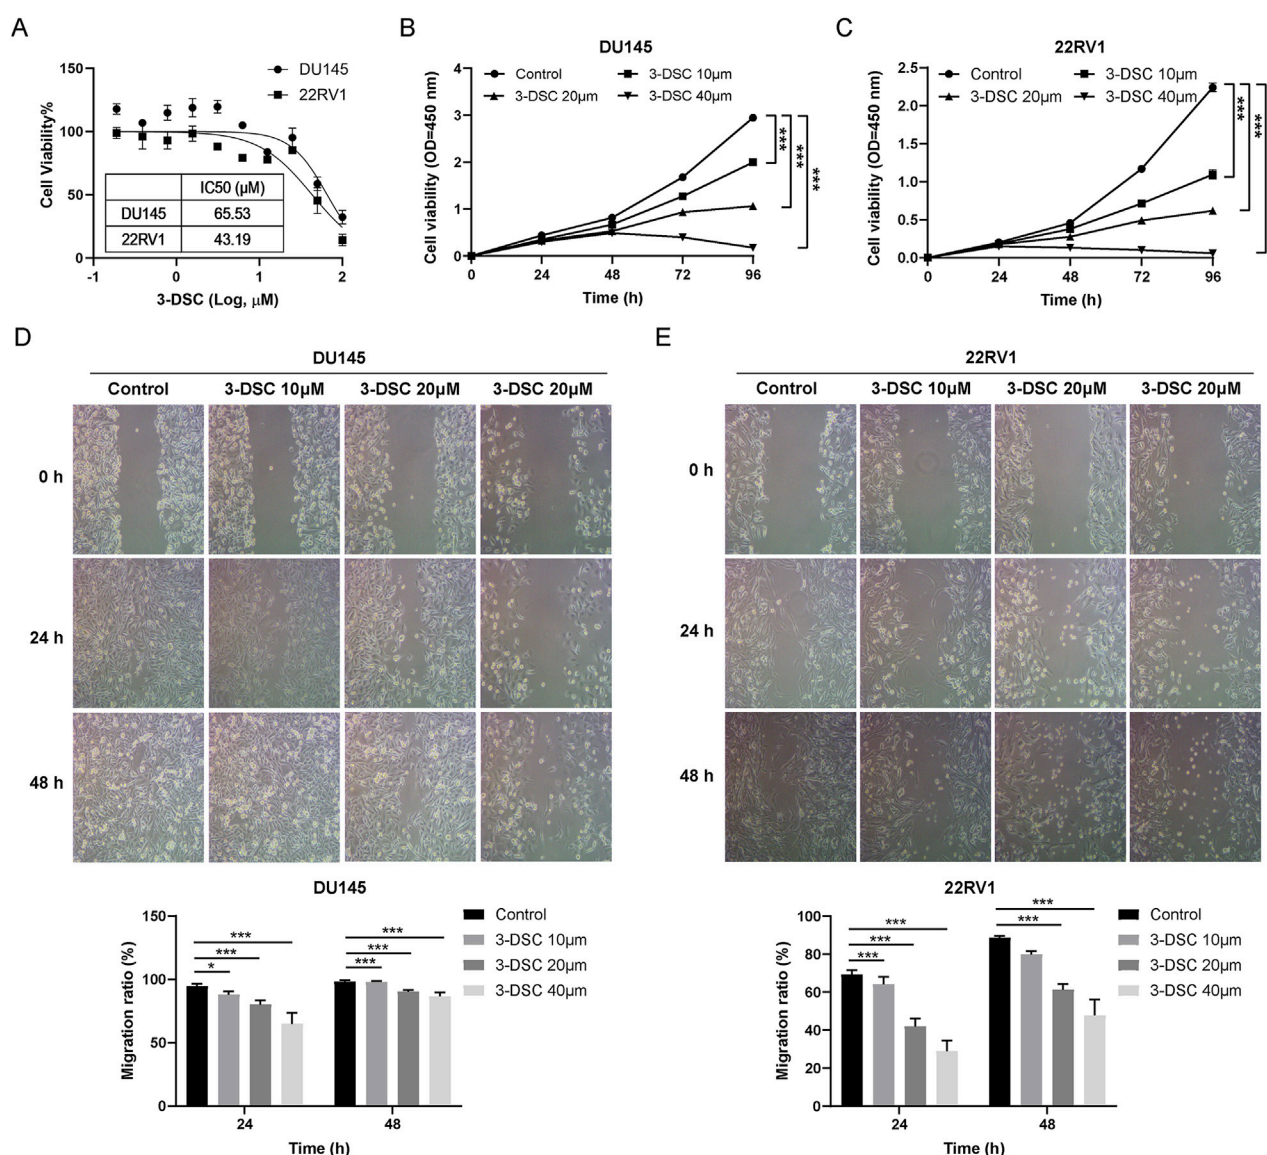 A
150
100
50
0
Cell Viability%
DU145
22RV1
IC50 (μM)
DU145 65.53
22RV1 43.19
-1 0 1 2
3-DSC (Log, μM)
B
DU145
Control 3-DSC 10μm
3-DSC 20μm 3-DSC 40μm
4
3
2
1
0
Cell viability (OD=450 nm)
***
***
***
0 24 48 72 96
Time (h)
C
22RV1
Control 3-DSC 10μm
3-DSC 20μm 3-DSC 40μm
2.5
2.0
1.5
1.0
0.5
0.0
Cell viability (OD=450 nm)
***
***
***
0 24 48 72 96
Time (h)
D
DU145
Control 3-DSC 10μM 3-DSC 20μM 3-DSC 20μM
0 h
24 h
48 h
DU145
150
100
50
0
Migration ratio (%)
***
***
*
***
***
***
Control
3-DSC 10μm
3-DSC 20μm
3-DSC 40μm
24 48
Time (h)
E
22RV1
Control 3-DSC 10μM 3-DSC 20μM 3-DSC 20μM
0 h
24 h
48 h
22RV1
100
80
60
40
20
0
Migration ratio (%)
***
***
***
***
***
Control
3-DSC 10μm
3-DSC 20μm
3-DSC 40μm
24 48
Time (h)